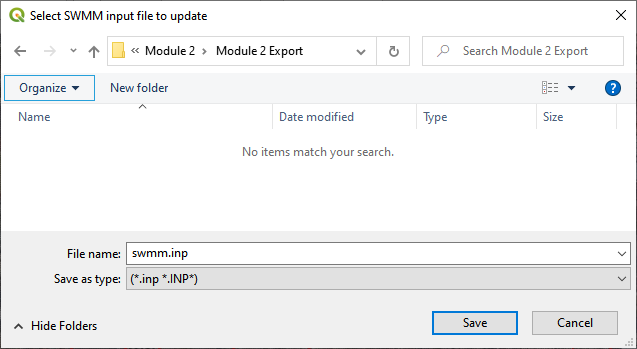 Select SWMM input file to update
« Module 2 > Module 2 Export
Search Module 2 Export
Organize
New folder
?
Name
Date modified
Type
Size
No items match your search.
File name: swmm.inp
Save as type: (*.inp *.INP*)
Hide Folders
Save
Cancel